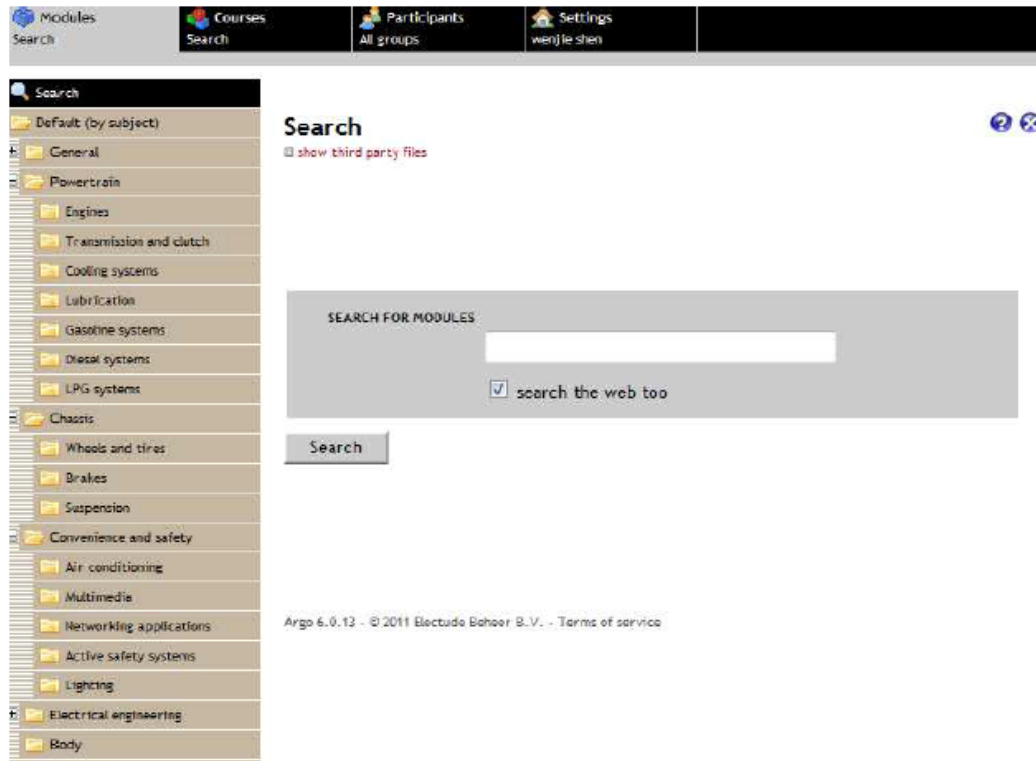 Modules
Search
Courses
Search
Participants
All groups
Settings
wenjie shen
Search
Default (by subject)
General
Powertrain
Engines
Transmission and clutch
Cooling systems
Lubrication
Gasoline systems
Diesel systems
LPG systems
Chassis
Wheels and tires
Brakes
Suspension
Convenience and safety
Air conditioning
Multimedia
Networking applications
Active safety systems
Lighting
Electrical engineering
Body
Search
show third party files
SEARCH FOR MODULES
search the web too
Search
Argo 6.0.13 - © 2011 Electude Beheer B.V. - Terms of service